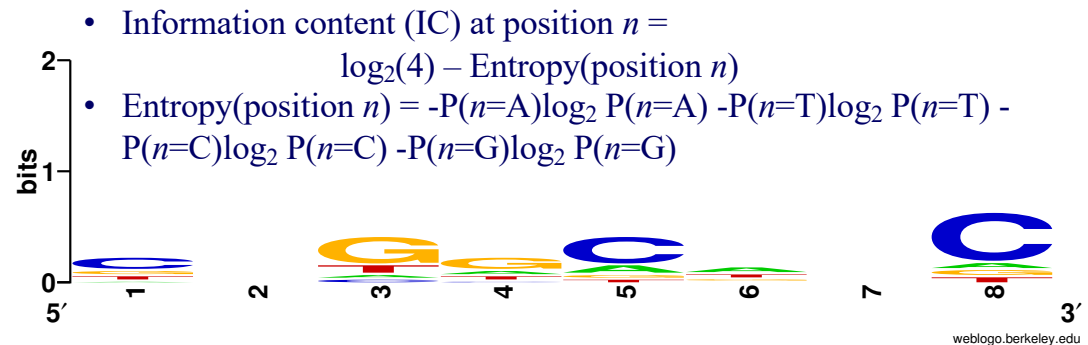 • Information content (IC) at position n =
log₂(4) – Entropy(position n)
• Entropy(position n) = -P(n=A)log₂ P(n=A) -P(n=T)log₂ P(n=T) -
P(n=C)log₂ P(n=C) -P(n=G)log₂ P(n=G)
bits
2
1
0
C G T
G T A C
G A C T
C A G T
A T G
C A G T
5′ 1 2 3 4 5 6 7 8 3′
weblogo.berkeley.edu